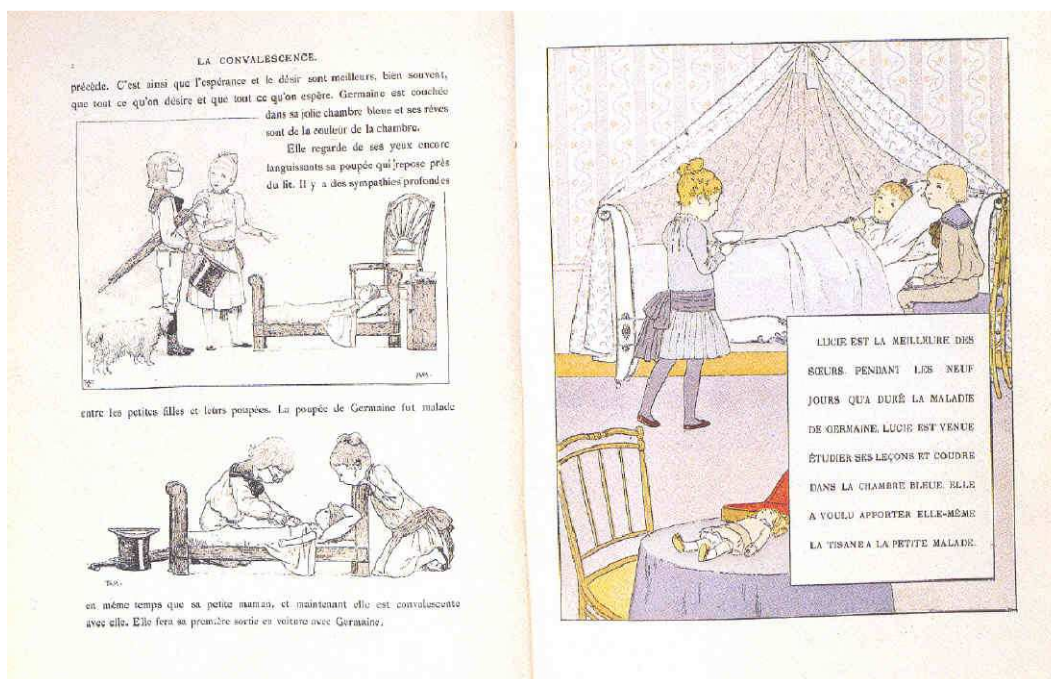 2
LA CONVALESCENCE.
précède. C'est ainsi que l'espérance et le désir sont meilleurs, bien souvent,
que tout ce qu'on désire et que tout ce qu'on espère. Germaine est couchée
dans sa jolie chambre bleue et ses rêves
sont de la couleur de la chambre.
Elle regarde de ses yeux encore
languissants sa poupée qui repose près
du lit. Il y a des sympathies profondes
entre les petites filles et leurs poupées. La poupée de Germaine fut malade
en même temps que sa petite maman, et maintenant elle est convalescente
avec elle. Elle fera sa première sortie en voiture avec Germaine.
LUCIE EST LA MEILLEURE DES
SŒURS. PENDANT LES NEUF
JOURS QU'A DURÉ LA MALADIE
DE GERMAINE, LUCIE EST VENUE
ÉTUDIER SES LEÇONS ET COUDRE
DANS LA CHAMBRE BLEUE. ELLE
A VOULU APPORTER ELLE-MÊME
LA TISANE A LA PETITE MALADE.